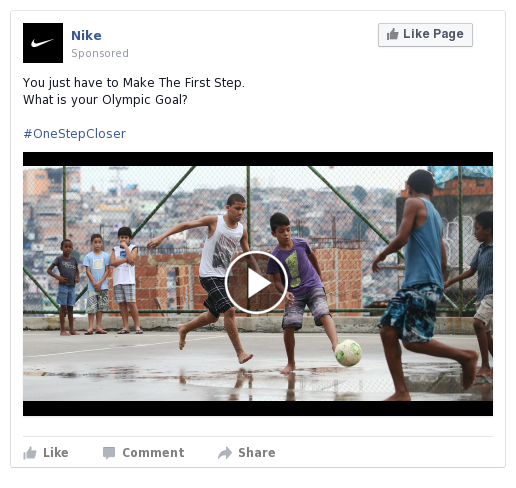 Nike
Like Page
Sponsored
You just have to Make The First Step.
What is your Olympic Goal?
#OneStepCloser
Like
Comment
Share